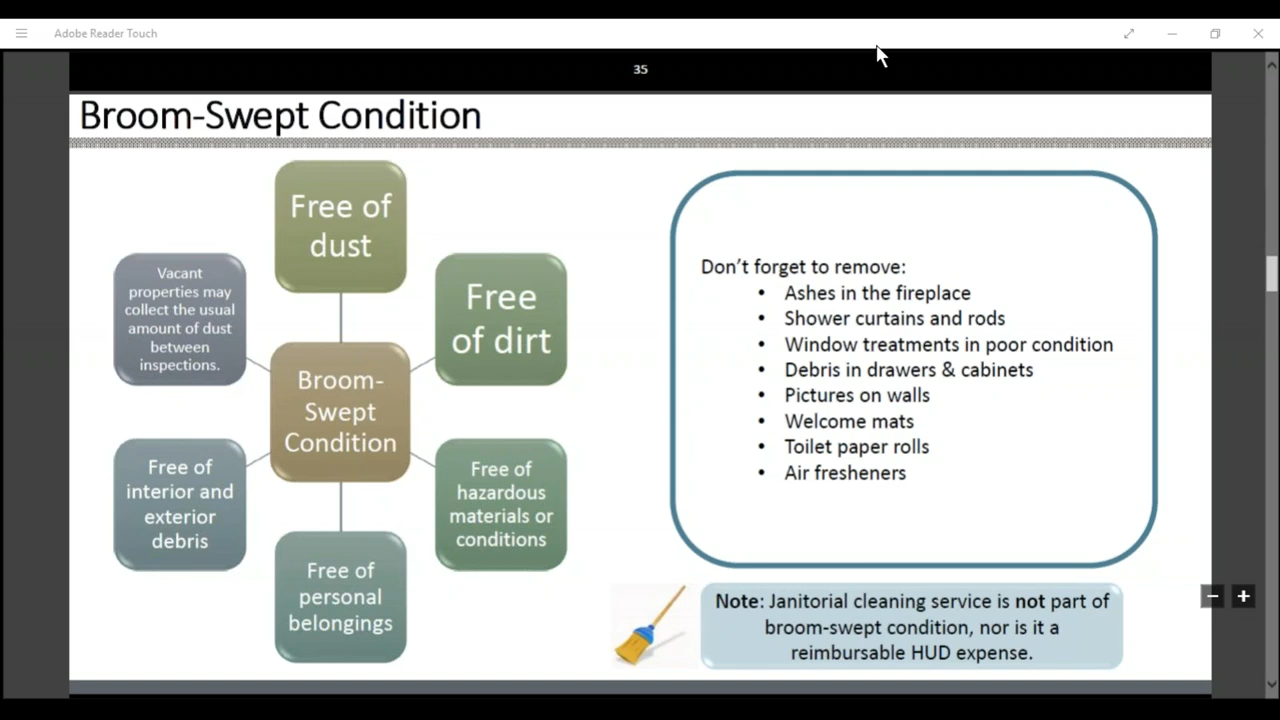 Adobe Reader Touch
35
Broom-Swept Condition
Free of
dust
Free
of dirt
Free of
hazardous
materials or
conditions
Free of
personal
belongings
Free of
interior and
exterior
debris
Vacant
properties may
collect the usual
amount of dust
between
inspections.
Broom-
Swept
Condition
Don’t forget to remove:
• Ashes in the fireplace
• Shower curtains and rods
• Window treatments in poor condition
• Debris in drawers & cabinets
• Pictures on walls
• Welcome mats
• Toilet paper rolls
• Air fresheners
Note: Janitorial cleaning service is not part of
broom-swept condition, nor is it a
reimbursable HUD expense.